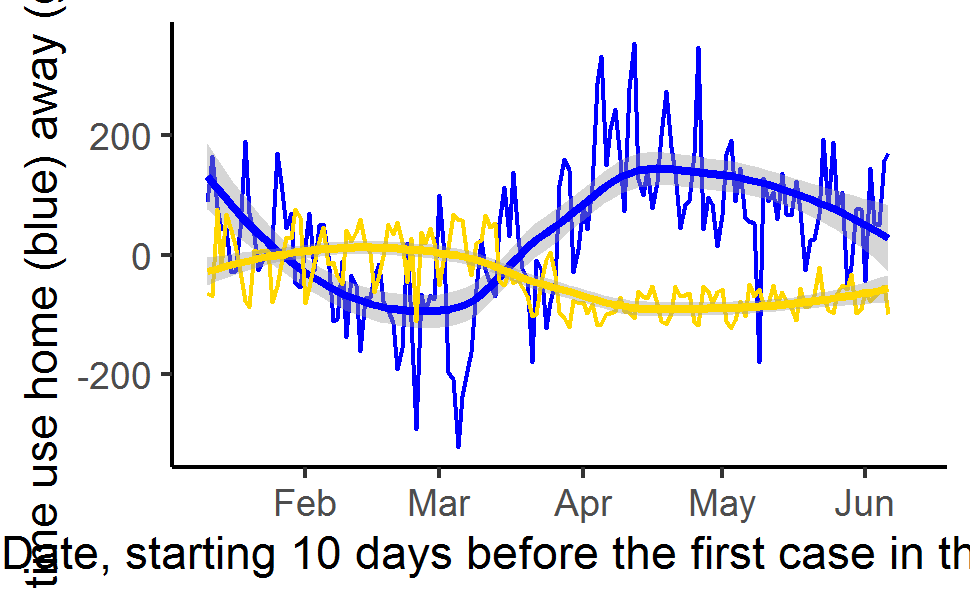 time use home (blue) away (
200
0
-200
Feb Mar Apr May Jun
Date, starting 10 days before the first case in th